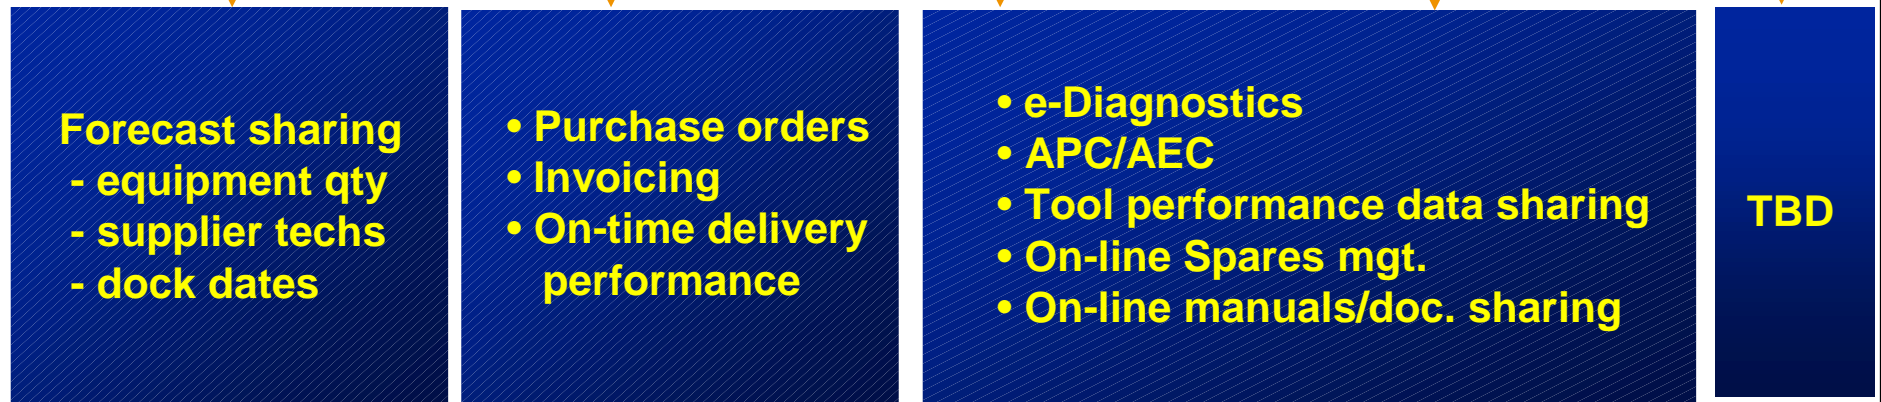 Forecast sharing
- equipment qty
- supplier techs
- dock dates
• Purchase orders
• Invoicing
• On-time delivery
performance
• e-Diagnostics
• APC/AEC
• Tool performance data sharing
• On-line Spares mgt.
• On-line manuals/doc. sharing
TBD